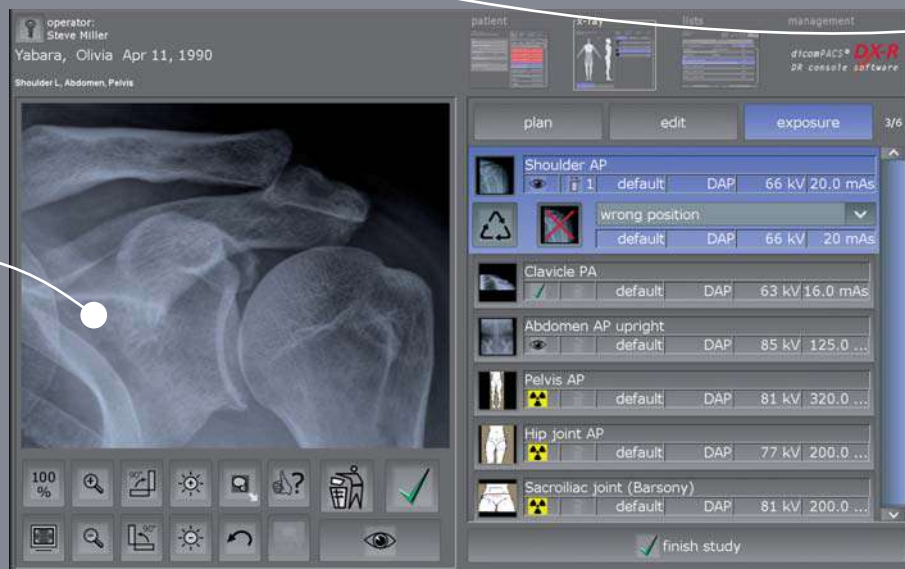 operator:
Steve Miller
Yabara, Olivia Apr 11, 1990
Shoulder L, Abdomen, Pelvis
patient
x-ray
lists
management
dicomPACS® DX-R
DR console software
plan
edit
exposure
3/6
Shoulder AP
1 default DAP 66 kV 20.0 mAs
wrong position
default DAP 66 kV 20 mAs
Clavicle PA
default DAP 63 kV 16.0 mAs
Abdomen AP upright
default DAP 85 kV 125.0 ...
Pelvis AP
default DAP 81 kV 320.0 ...
Hip joint AP
default DAP 77 kV 200.0 ...
Sacroiliac joint (Barsony)
default DAP 81 kV 200.0 ...
100
%
90°
?
90°
finish study